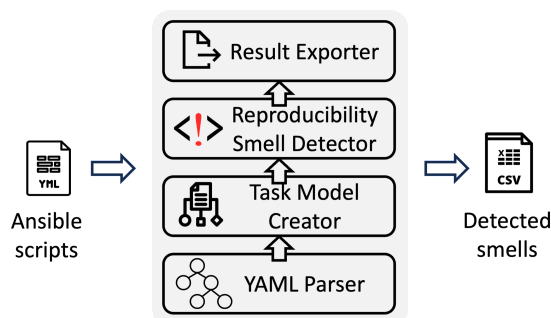 Result Exporter
Reproducibility
Smell Detector
Task Model
Creator
YAML Parser
YML
Ansible
scripts
X
CSV
Detected
smells